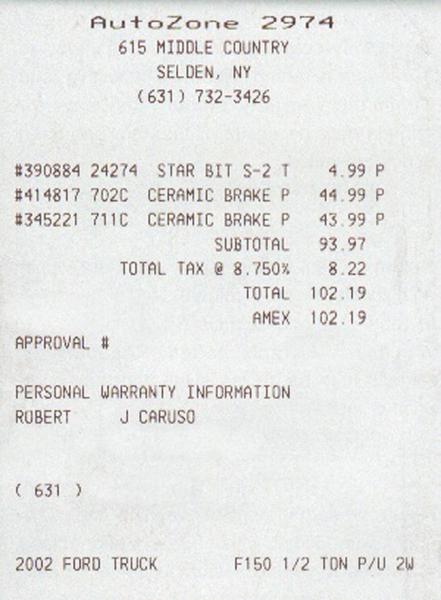 AutoZone 2974
615 MIDDLE COUNTRY
SELDEN, NY
(631) 732-3426
#390884 24274 STAR BIT S-2 T 4.99 P
#414817 702C CERAMIC BRAKE P 44.99 P
#345221 711C CERAMIC BRAKE P 43.99 P
SUBTOTAL 93.97
TOTAL TAX @ 8.750% 8.22
TOTAL 102.19
AMEX 102.19
APPROVAL #
PERSONAL WARRANTY INFORMATION
ROBERT J CARUSO
( 631 )
2002 FORD TRUCK F150 1/2 TON P/U 2W